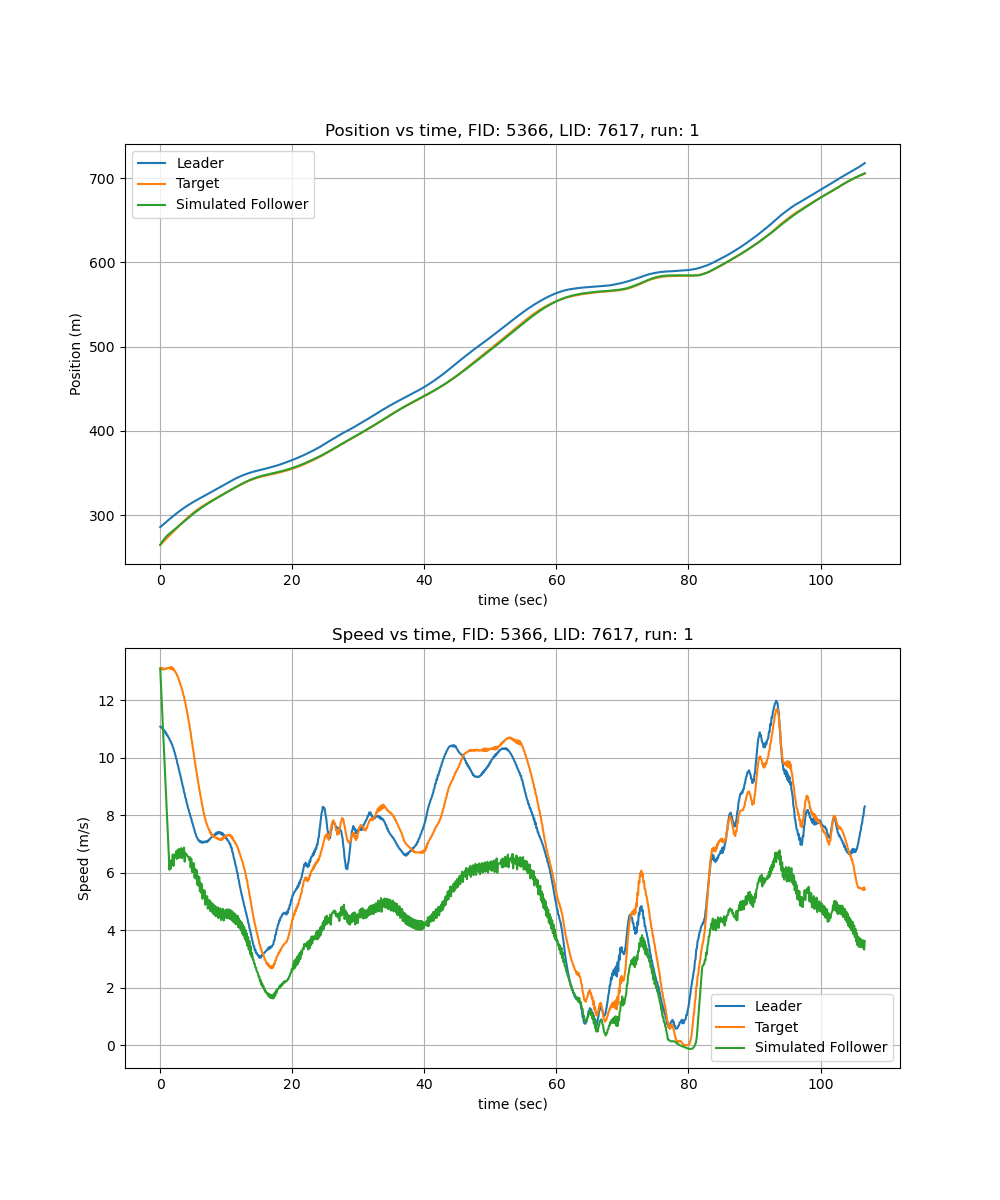 Position vs time, FID: 5366, LID: 7617, run: 1
Leader
Target
Simulated Follower
Position (m)
700
600
500
400
300
0 20 40 60 80 100
time (sec)
Speed vs time, FID: 5366, LID: 7617, run: 1
Speed (m/s)
12
10
8
6
4
2
0
Leader
Target
Simulated Follower
0 20 40 60 80 100
time (sec)